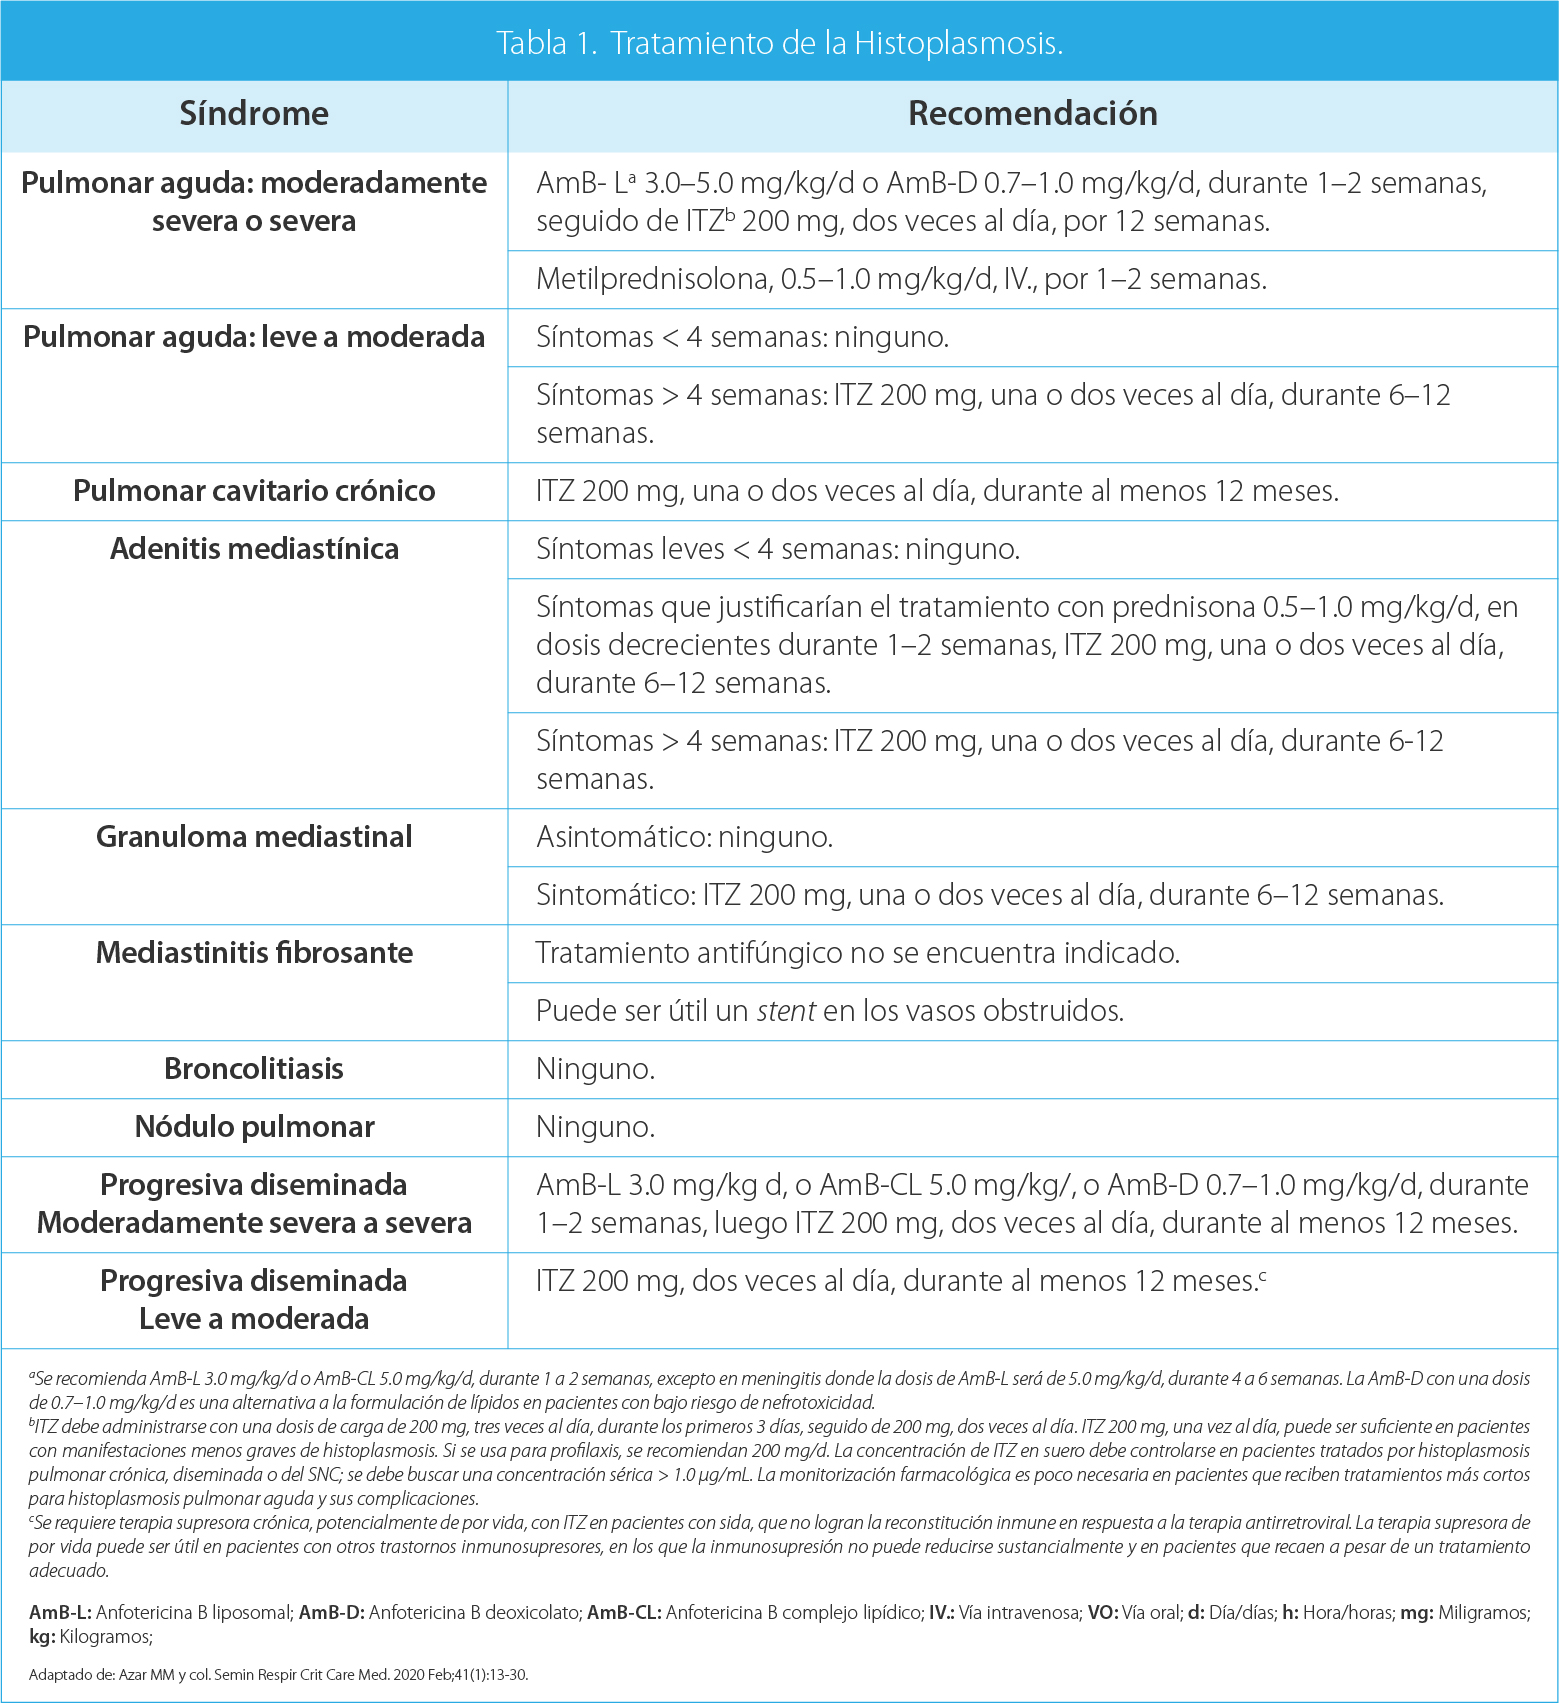 Tabla 1.  Tratamiento de la Histoplasmosis.
Síndrome
Recomendación
Pulmonar aguda: moderadamente
severa o severa
AmB- Lª 3.0–5.0 mg/kg/d o AmB-D 0.7–1.0 mg/kg/d, durante 1–2 semanas,
seguido de ITZᵇ 200 mg, dos veces al día, por 12 semanas.
Metilprednisolona, 0.5–1.0 mg/kg/d, IV., por 1–2 semanas.
Pulmonar aguda: leve a moderada
Síntomas < 4 semanas: ninguno.
Síntomas > 4 semanas: ITZ 200 mg, una o dos veces al día, durante 6–12
semanas.
Pulmonar cavitario crónico
ITZ 200 mg, una o dos veces al día, durante al menos 12 meses.
Adenitis mediastínica
Síntomas leves < 4 semanas: ninguno.
Síntomas que justificarían el tratamiento con prednisona 0.5–1.0 mg/kg/d, en
dosis decrecientes durante 1–2 semanas, ITZ 200 mg, una o dos veces al día,
durante 6–12 semanas.
Síntomas > 4 semanas: ITZ 200 mg, una o dos veces al día, durante 6-12
semanas.
Granuloma mediastinal
Asintomático: ninguno.
Sintomático: ITZ 200 mg, una o dos veces al día, durante 6–12 semanas.
Mediastinitis fibrosante
Tratamiento antifúngico no se encuentra indicado.
Puede ser útil un stent en los vasos obstruidos.
Broncolitiasis
Ninguno.
Nódulo pulmonar
Ninguno.
Progresiva diseminada
Moderadamente severa a severa
AmB-L 3.0 mg/kg d, o AmB-CL 5.0 mg/kg/, o AmB-D 0.7–1.0 mg/kg/d, durante
1–2 semanas, luego ITZ 200 mg, dos veces al día, durante al menos 12 meses.
Progresiva diseminada
Leve a moderada
ITZ 200 mg, dos veces al día, durante al menos 12 meses.ᶜ
ªSe recomienda AmB-L 3.0 mg/kg/d o AmB-CL 5.0 mg/kg/d, durante 1 a 2 semanas, excepto en meningitis donde la dosis de AmB-L será de 5.0 mg/kg/d, durante 4 a 6 semanas. La AmB-D con una dosis
de 0.7–1.0 mg/kg/d es una alternativa a la formulación de lípidos en pacientes con bajo riesgo de nefrotoxicidad.
ᵇITZ debe administrarse con una dosis de carga de 200 mg, tres veces al día, durante los primeros 3 días, seguido de 200 mg, dos veces al día. ITZ 200 mg, una vez al día, puede ser suficiente en pacientes
con manifestaciones menos graves de histoplasmosis. Si se usa para profilaxis, se recomiendan 200 mg/d. La concentración de ITZ en suero debe controlarse en pacientes tratados por histoplasmosis
pulmonar crónica, diseminada o del SNC; se debe buscar una concentración sérica > 1.0 μg/mL. La monitorización farmacológica es poco necesaria en pacientes que reciben tratamientos más cortos
para histoplasmosis pulmonar aguda y sus complicaciones.
ᶜSe requiere terapia supresora crónica, potencialmente de por vida, con ITZ en pacientes con sida, que no logran la reconstitución inmune en respuesta a la terapia antirretroviral. La terapia supresora de
por vida puede ser útil en pacientes con otros trastornos inmunosupresores, en los que la inmunosupresión no puede reducirse sustancialmente y en pacientes que recaen a pesar de un tratamiento
adecuado.
AmB-L: Anfotericina B liposomal; AmB-D: Anfotericina B deoxicolato; AmB-CL: Anfotericina B complejo lipídico; IV.: Vía intravenosa; VO: Vía oral; d: Día/días; h: Hora/horas; mg: Miligramos;
kg: Kilogramos;
Adaptado de: Azar MM y col. Semin Respir Crit Care Med. 2020 Feb;41(1):13-30.